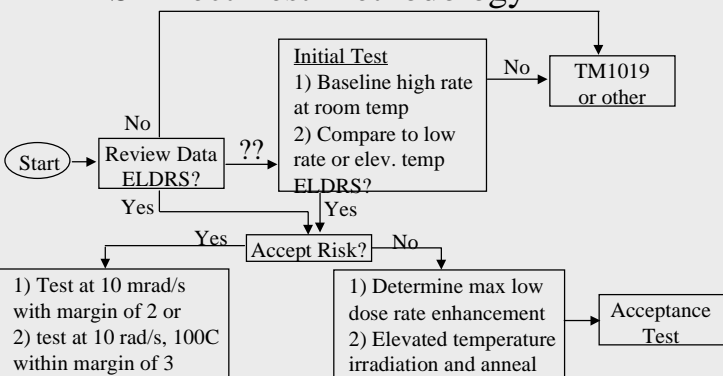 Test Methodology
Initial Test
1) Baseline high rate
at room temp
2) Compare to low
rate or elev. temp
ELDRS?
No
TM1019
or other
No
Start
Review Data
ELDRS?
??
Yes
Yes
Yes
Accept Risk?
No
1) Test at 10 mrad/s
with margin of 2 or
2) test at 10 rad/s, 100C
within margin of 3
1) Determine max low
dose rate enhancement
2) Elevated temperature
irradiation and anneal
Acceptance
Test